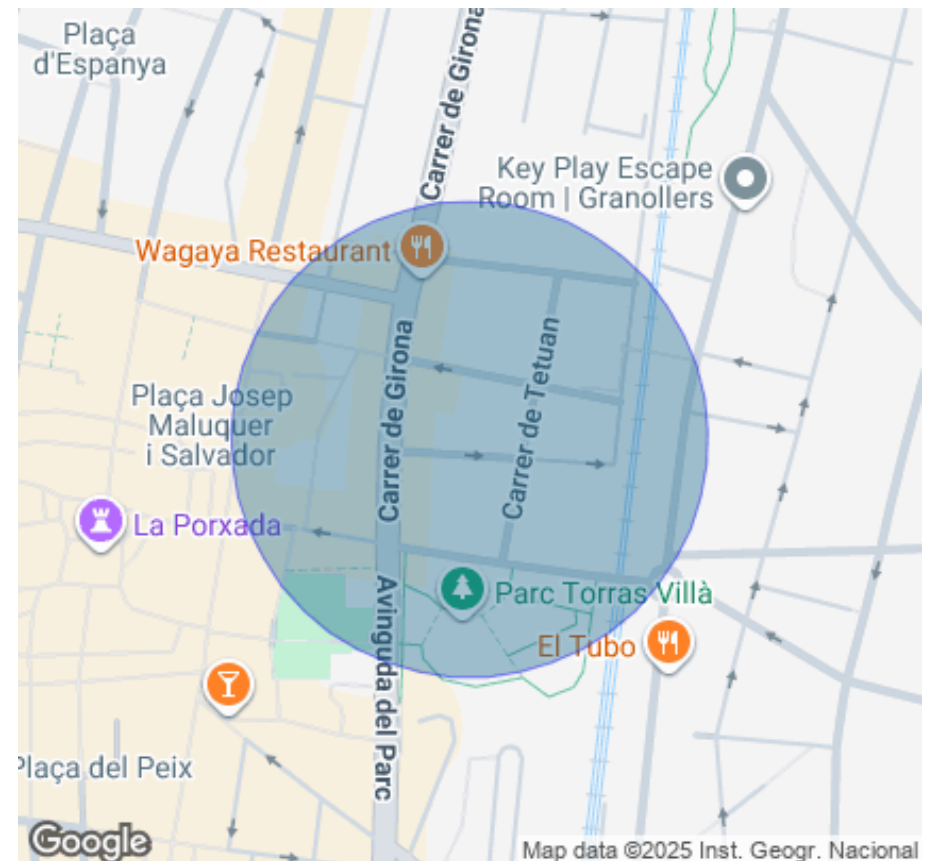 Plaça
d'Espanya
Carrer de Girona
Key Play Escape
Room | Granollers
Wagaya Restaurant
Carrer de Girona
Carrer de Tetuan
Plaça Josep
Maluquer
i Salvador
La Porxada
Parc Torras Villà
El Tubo
Avinguda del Parc
Plaça del Peix
Google
Map data ©2025 Inst. Geogr. Nacional